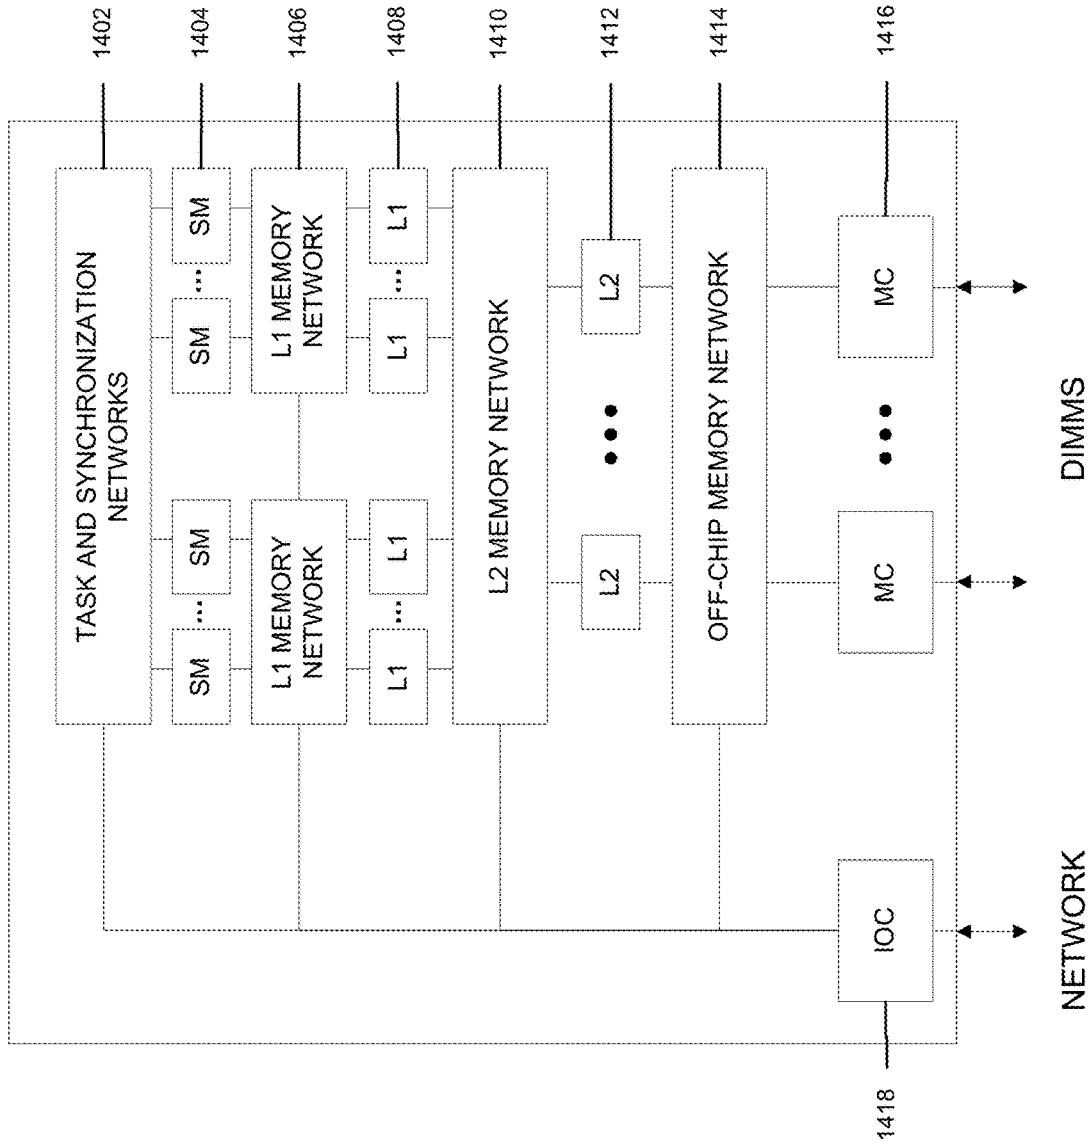 1402
1404
1406
1408
1410
1412
1414
1416
TASK AND SYNCHRONIZATION
NETWORKS
SM
...
SM
SM
...
SM
L1 MEMORY
NETWORK
L1 MEMORY
NETWORK
L1
...
L1
L1
...
L1
L2 MEMORY NETWORK
L2
L2
OFF-CHIP MEMORY NETWORK
IOC
MC
MC
1418
NETWORK
DIMMS